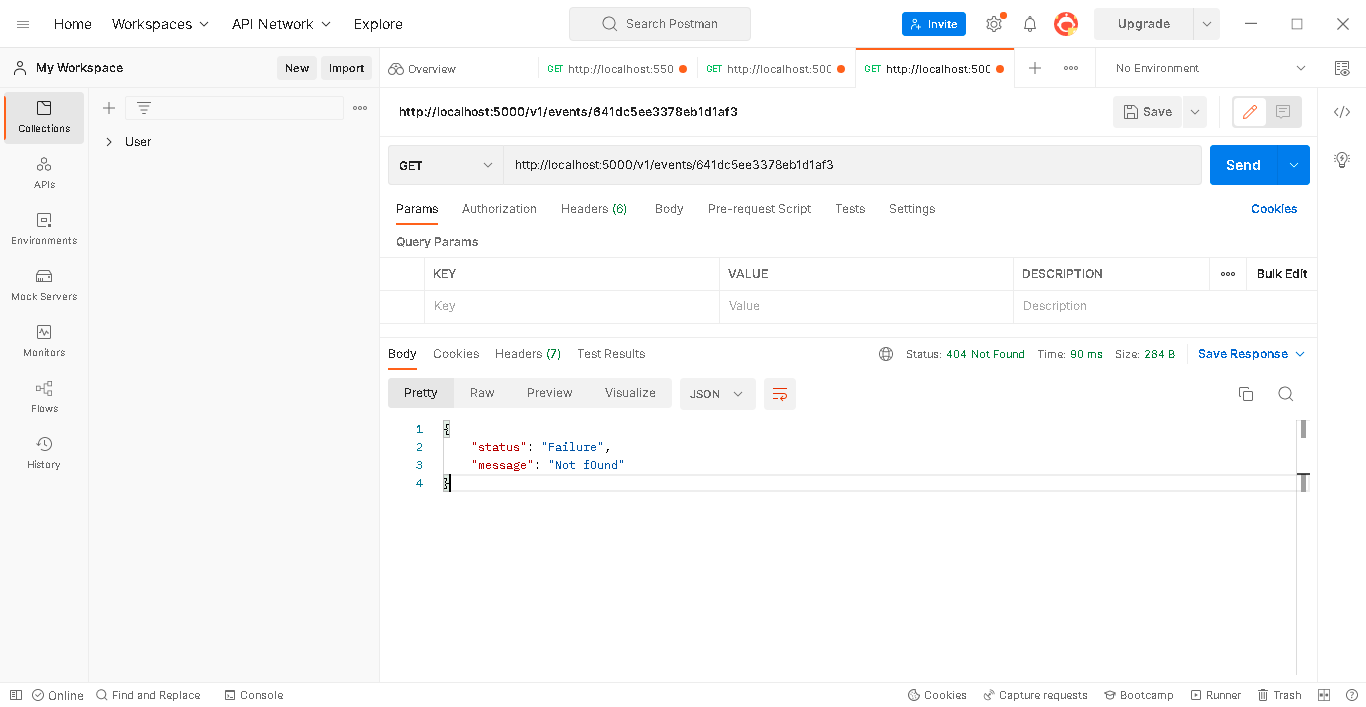 Home Workspaces API Network Explore Search Postman Invite Upgrade
My Workspace New Import Overview GET http://localhost:550 GET http://localhost:500 GET http://localhost:500 No Environment
http://localhost:5000/v1/events/641dc5ee3378eb1d1af3 Save
Collections
User
APIs
Environments
Mock Servers
Monitors
Flows
History
GET http://localhost:5000/v1/events/641dc5ee3378eb1d1af3 Send
Params Authorization Headers (6) Body Pre-request Script Tests Settings Cookies
Query Params
KEY VALUE DESCRIPTION Bulk Edit
Key Value Description
Body Cookies Headers (7) Test Results Status: 404 Not Found Time: 90 ms Size: 284 B Save Response
Pretty Raw Preview Visualize JSON
1 {
2 "status": "Failure",
3 "message": "Not f0und"
4 }
Online Find and Replace Console Cookies Capture requests Bootcamp Runner Trash